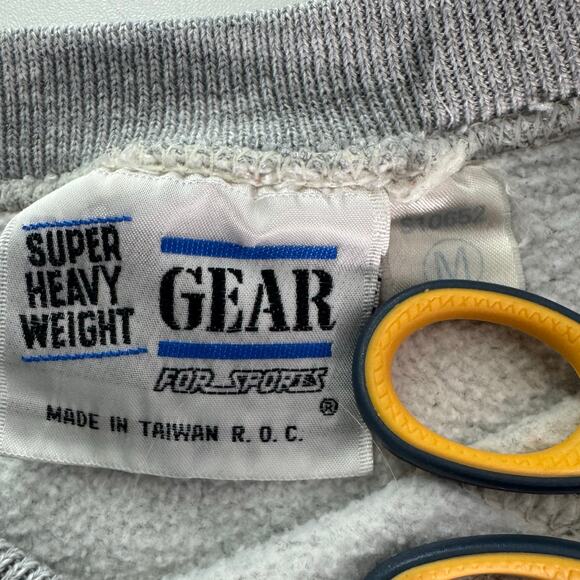 SUPER
HEAVY
WEIGHT
GEAR
FOR SPORTS
®
MADE IN TAIWAN R.O.C.
M